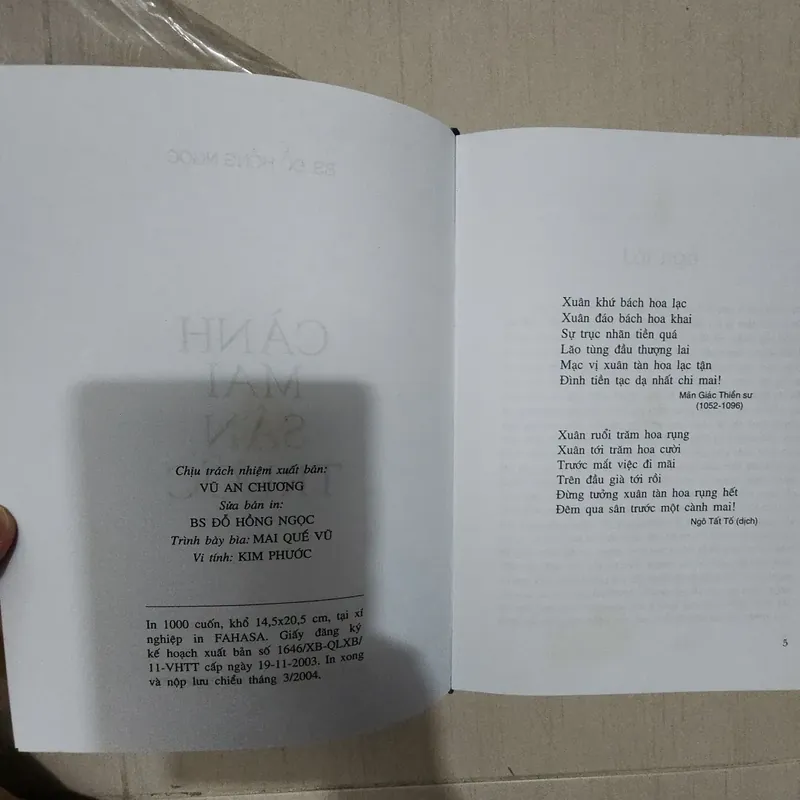 Chịu trách nhiệm xuất bản:
VŨ AN CHƯƠNG
Sửa bản in:
BS ĐỖ HỒNG NGỌC
Trình bày bìa: MAI QUẾ VŨ
Vi tính: KIM PHƯỚC
In 1000 cuốn, khổ 14,5x20,5 cm, tại xí
nghiệp in FAHASA. Giấy đăng ký
kế hoạch xuất bản số 1646/XB-QLXB/
11-VHTT cấp ngày 19-11-2003. In xong
và nộp lưu chiểu tháng 3/2004.
Xuân khứ bách hoa lạc
Xuân đáo bách hoa khai
Sự trục nhãn tiền quá
Lão tùng đầu thượng lai
Mạc vị xuân tàn hoa lạc tận
Đình tiền tạc dạ nhất chi mai!
Mãn Giác Thiền sư
(1052-1096)
Xuân ruổi trăm hoa rụng
Xuân tới trăm hoa cười
Trước mắt việc đi mãi
Trên đầu già tới rồi
Đừng tưởng xuân tàn hoa rụng hết
Đêm qua sân trước một cành mai!
Ngô Tất Tố (dịch)
5
BS ĐỖ HỒNG NGỌC
CÀNH
MAI
SÂN